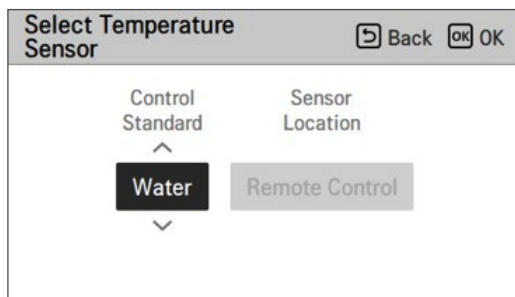 Select Temperature
Sensor
Back OK OK
Control
Standard
Sensor
Location
Water
Remote Control